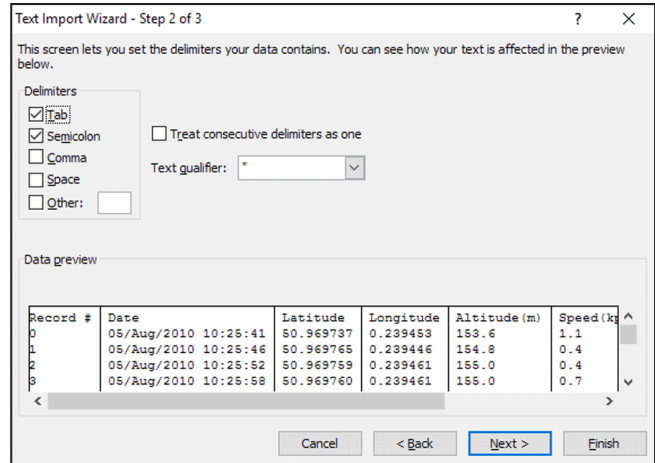 Text Import Wizard - Step 2 of 3 ? ×
This screen lets you set the delimiters your data contains. You can see how your text is affected in the preview
below.
Delimiters
Tab
Semicolon
Comma
Space
Other:
Treat consecutive delimiters as one
Text qualifier: "
Data preview
Record # Date Latitude Longitude Altitude(m) Speed(kp
0 05/Aug/2010 10:25:41 50.969737 0.239453 153.6 1.1
1 05/Aug/2010 10:25:46 50.969765 0.239446 154.8 0.4
2 05/Aug/2010 10:25:52 50.969759 0.239461 155.0 0.4
3 05/Aug/2010 10:25:58 50.969760 0.239461 155.0 0.7
Cancel < Back Next > Finish